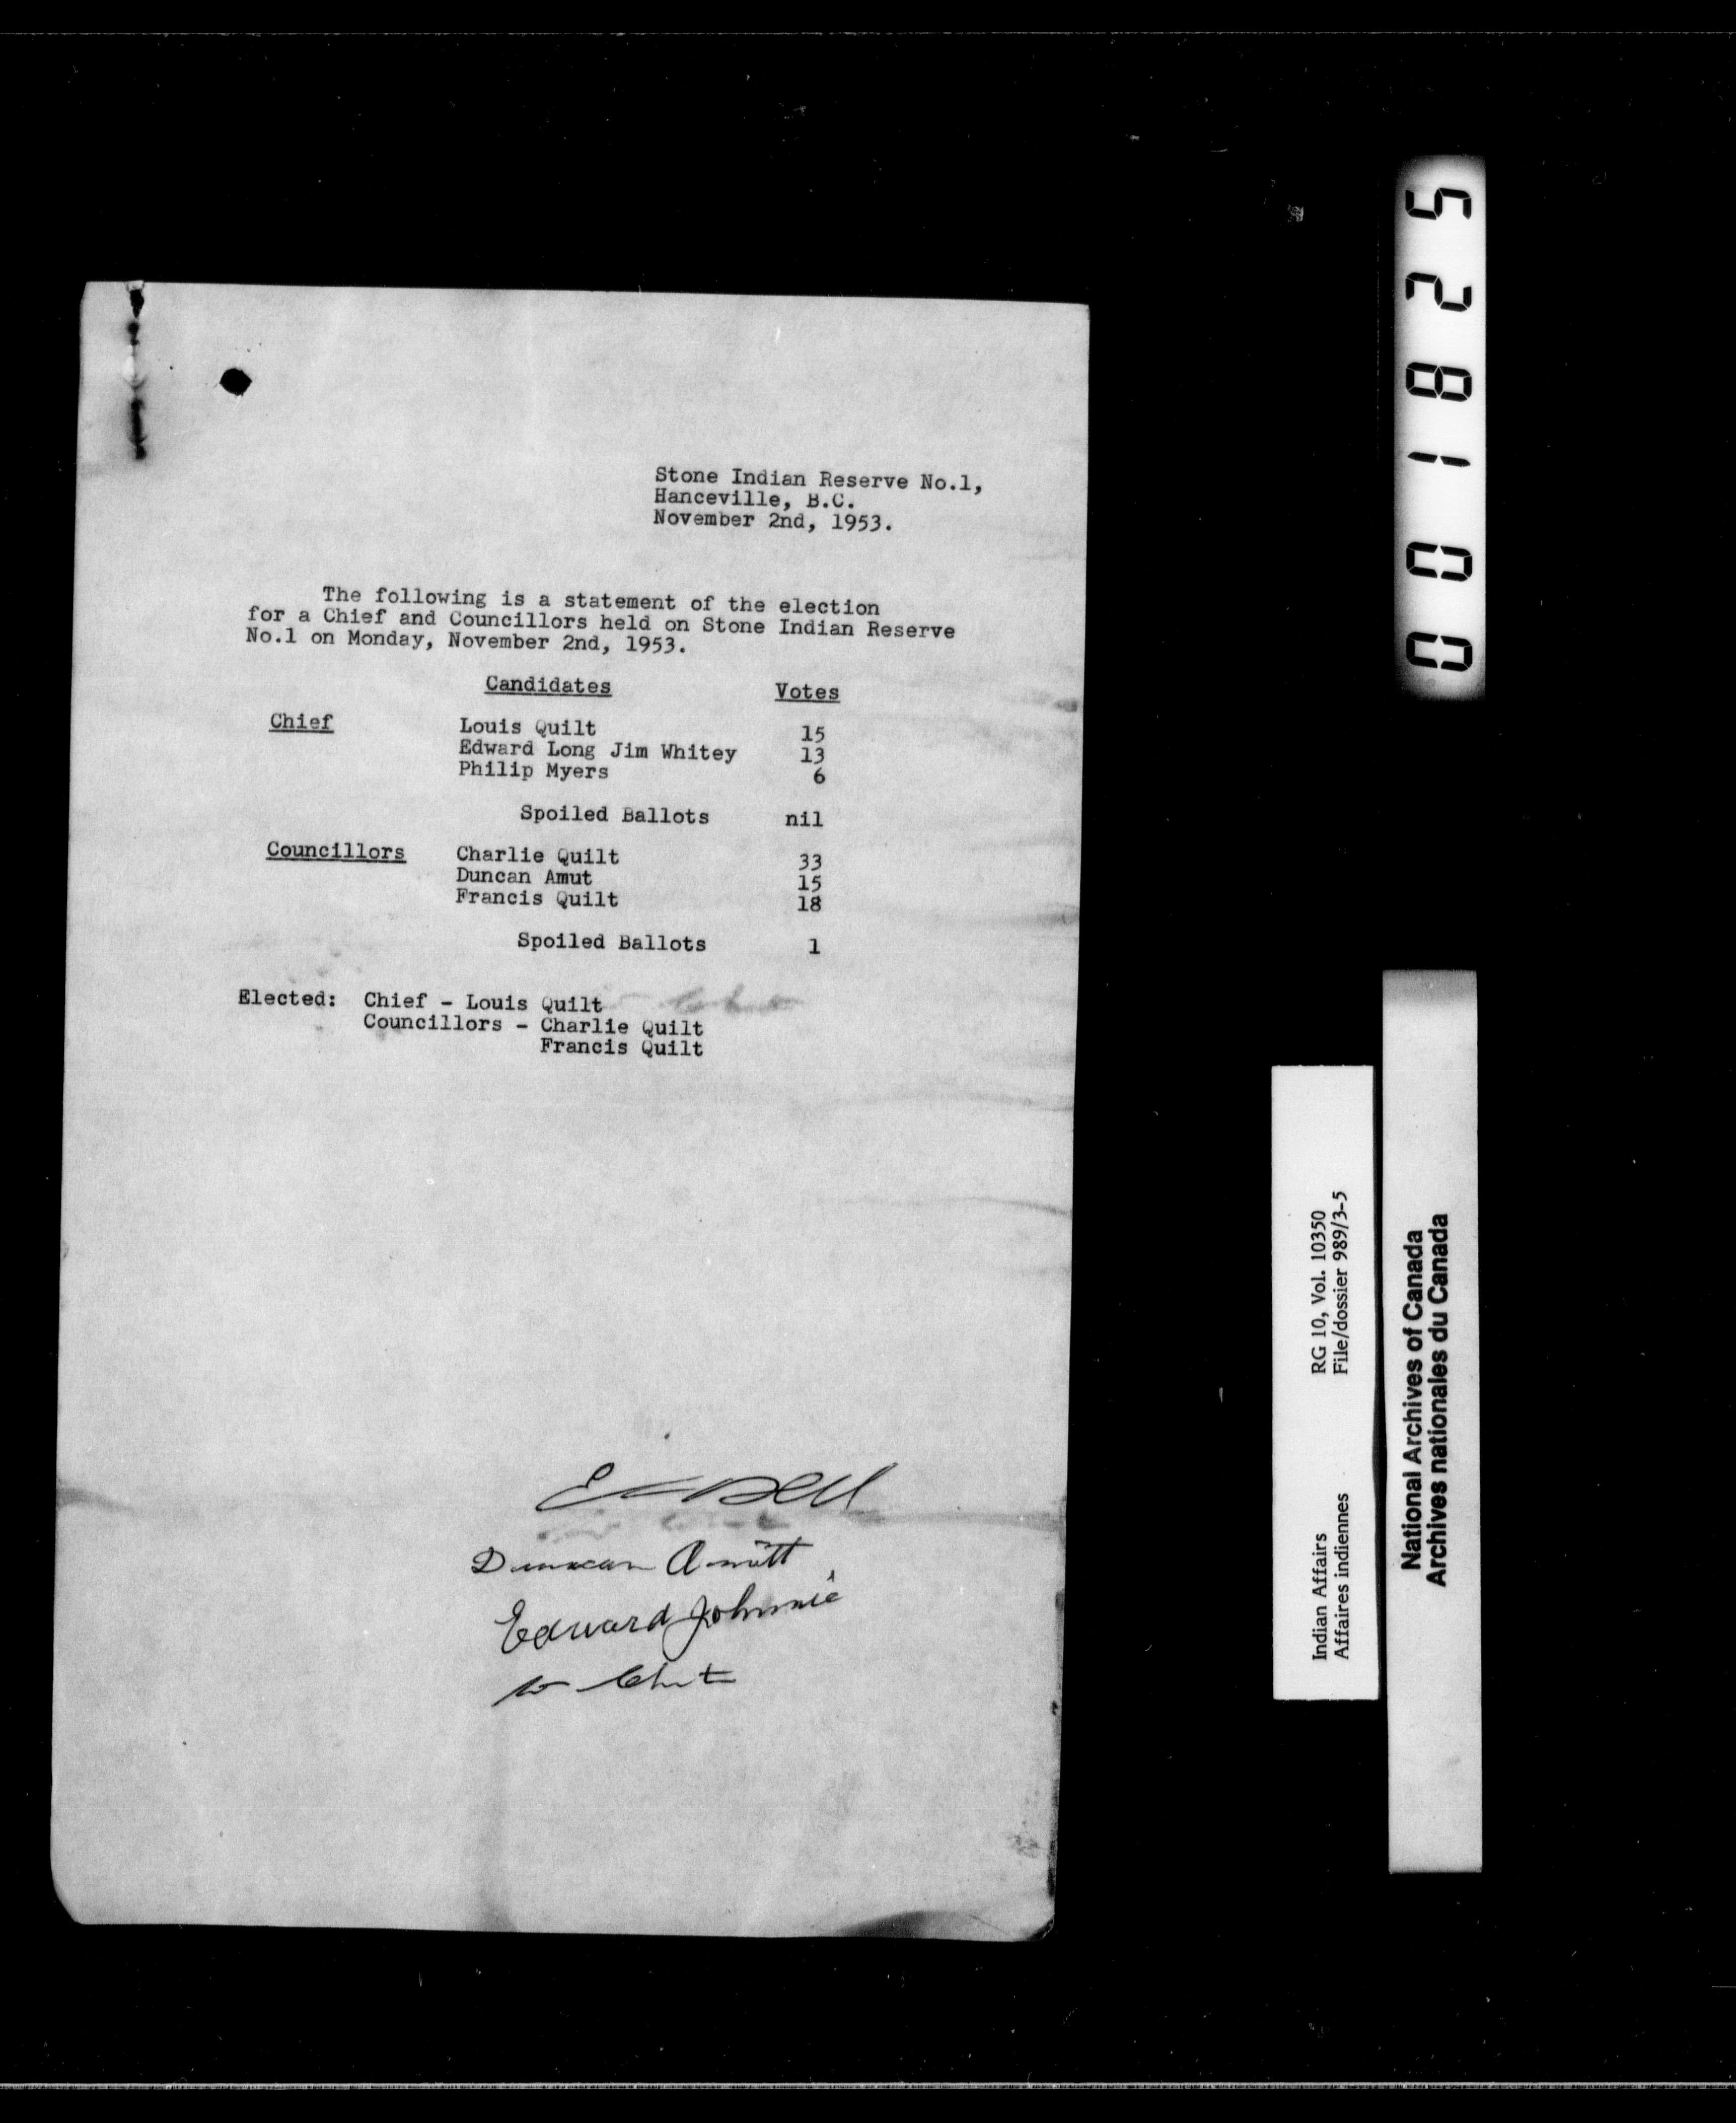 Stone Indian Reserve No.1,
Hanceville, B.C.
November 2nd, 1953.
The following is a statement of the election
for a Chief and Councillors held on Stone Indian Reserve
No.1 on Monday, November 2nd, 1953.
Candidates Votes
Chief Louis Quilt 15
Edward Long Jim Whitey 13
Philip Myers 6
Spoiled Ballots nil
Councillors Charlie Quilt 33
Duncan Amut 15
Francis Quilt 18
Spoiled Ballots 1
Elected: Chief - Louis Quilt
Councillors - Charlie Quilt
Francis Quilt
Duncan Amutt
Edward Johnnie
001825
Indian Affairs RG 10, Vol. 10350
Affaires indiennes File/dossier 989/3-5
National Archives of Canada
Archives nationales du Canada